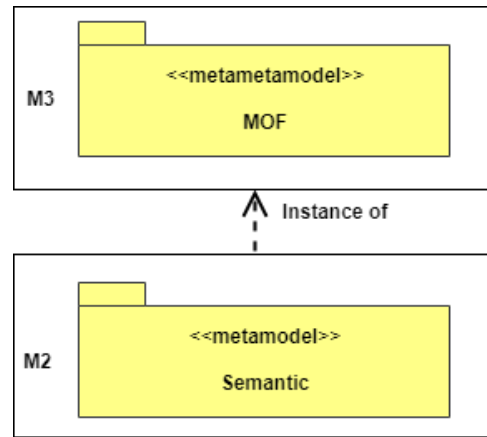 <<metametamodel>>
M3
MOF
Instance of
<<metamodel>>
M2
Semantic